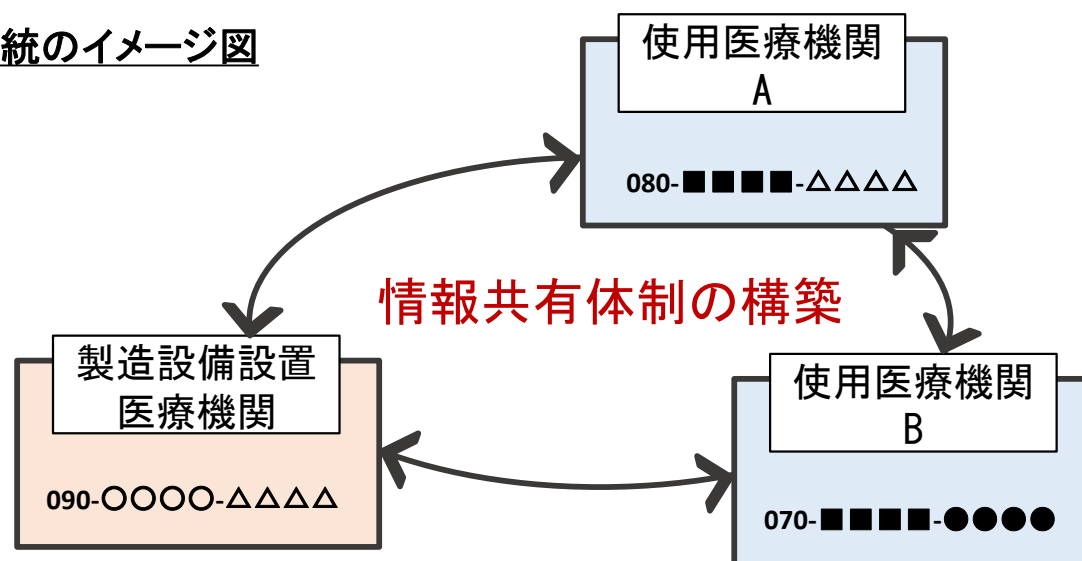 統のイメージ図
使用医療機関
A
080-■■■■-△△△△
情報共有体制の構築
製造設備設置
医療機関
090-〇〇〇〇-△△△△
使用医療機関
B
070-■■■■-●●●●